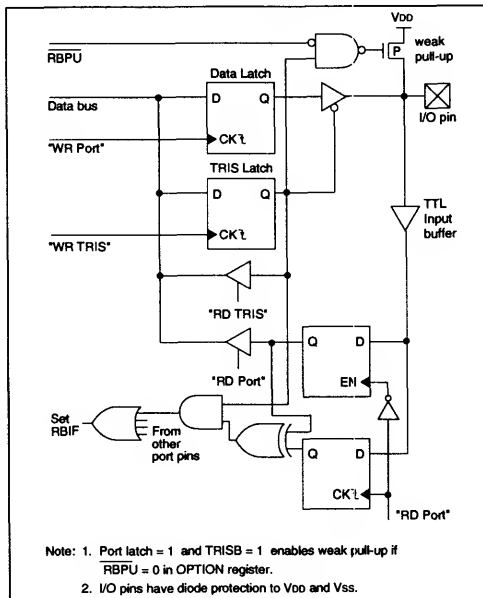 VDD
weak
pull-up
P
RBPU
Data Latch
Data bus
D
Q
I/O pin
"WR Port"
CK
TRIS Latch
D
Q
TTL
Input
buffer
"WR TRIS"
CK
"RD TRIS"
Q
D
"RD Port"
EN
Set
RBIF
From
other
port pins
Q
D
CK
"RD Port"
Note: 1. Port latch = 1 and TRISB = 1 enables weak pull-up if
RBPU = 0 in OPTION register.
2. I/O pins have diode protection to VDD and VSS.